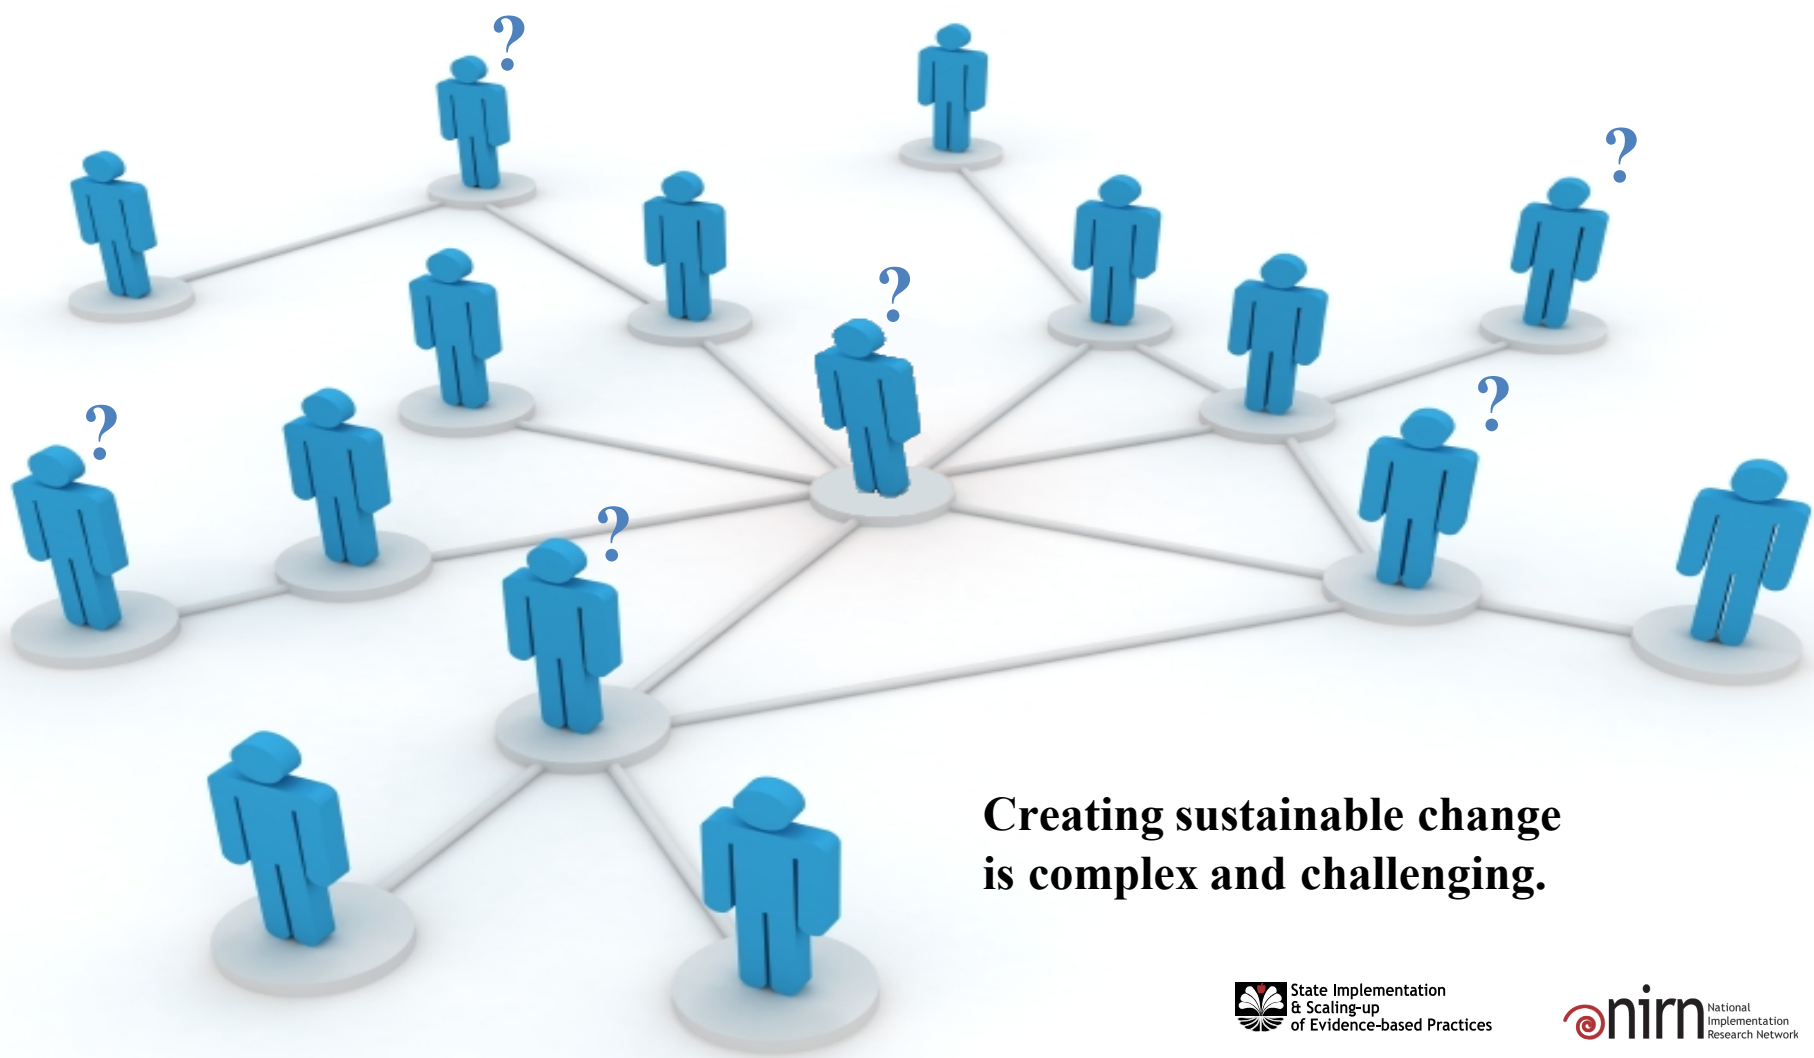 ?
?
?
?
?
?
Creating sustainable change
is complex and challenging.
State Implementation
& Scaling-up
of Evidence-based Practices
nirn
National
Implementation
Research Network